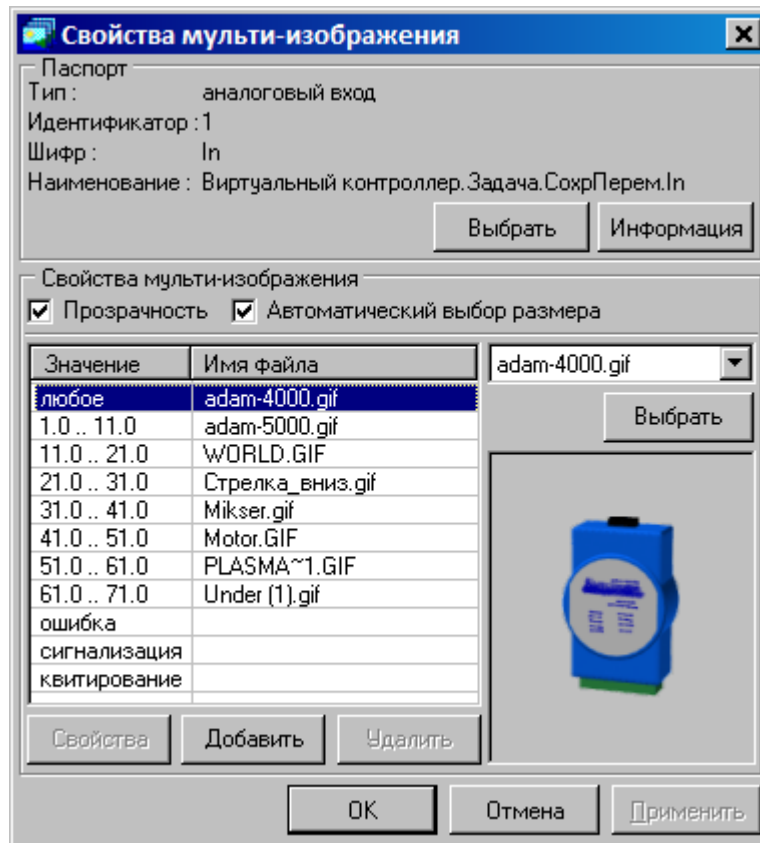 Свойства мульти-изображения
Паспорт
Тип : аналоговый вход
Идентификатор : 1
Шифр : In
Наименование : Виртуальный контроллер.Задача.СохрПерем.In
Выбрать Информация
Свойства мульти-изображения
Прозрачность Автоматический выбор размера
Значение Имя файла adam-4000.gif
любое adam-4000.gif
Выбрать
1.0 .. 11.0 adam-5000.gif
11.0 .. 21.0 WORLD.GIF
21.0 .. 31.0 Стрелка_вниз.gif
31.0 .. 41.0 Mikser.gif
41.0 .. 51.0 Motor.GIF
51.0 .. 61.0 PLASMA~1.GIF
61.0 .. 71.0 Under (1).gif
ошибка
сигнализация
квитирование
Свойства Добавить Удалить
OK Отмена Применить